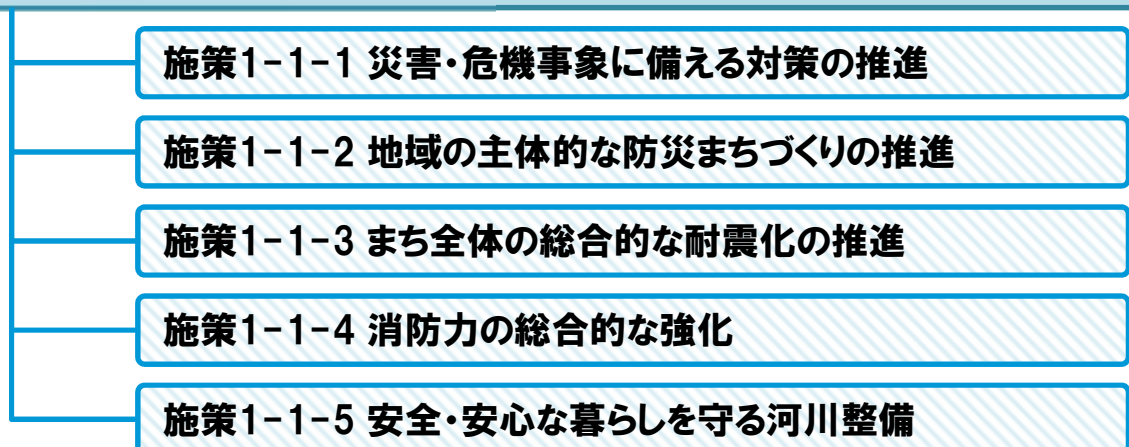 施策1-1-1 災害・危機事象に備える対策の推進
施策1-1-2 地域の主体的な防災まちづくりの推進
施策1-1-3 まち全体の総合的な耐震化の推進
施策1-1-4 消防力の総合的な強化
施策1-1-5 安全・安心な暮らしを守る河川整備